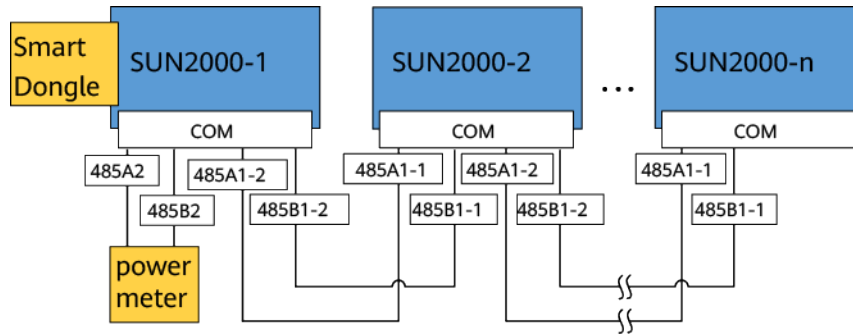 Smart
Dongle
SUN2000-1
SUN2000-2
...
SUN2000-n
COM
COM
COM
485A2
485A1-2
485A1-1
485A1-2
485A1-1
485B2
485B1-2
485B1-1
485B1-2
485B1-1
power
meter